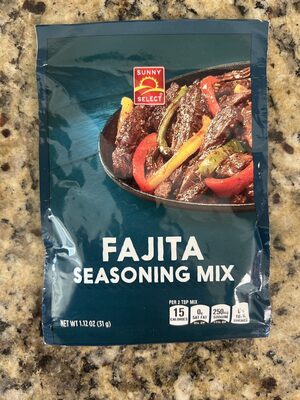 SUNNY
SELECT
FAJITA
SEASONING MIX
PER 2 TSP MIX
15
CALORIES
0g
SAT FAT
250mg
SODIUM
NET WT 1.12 OZ (31 g)